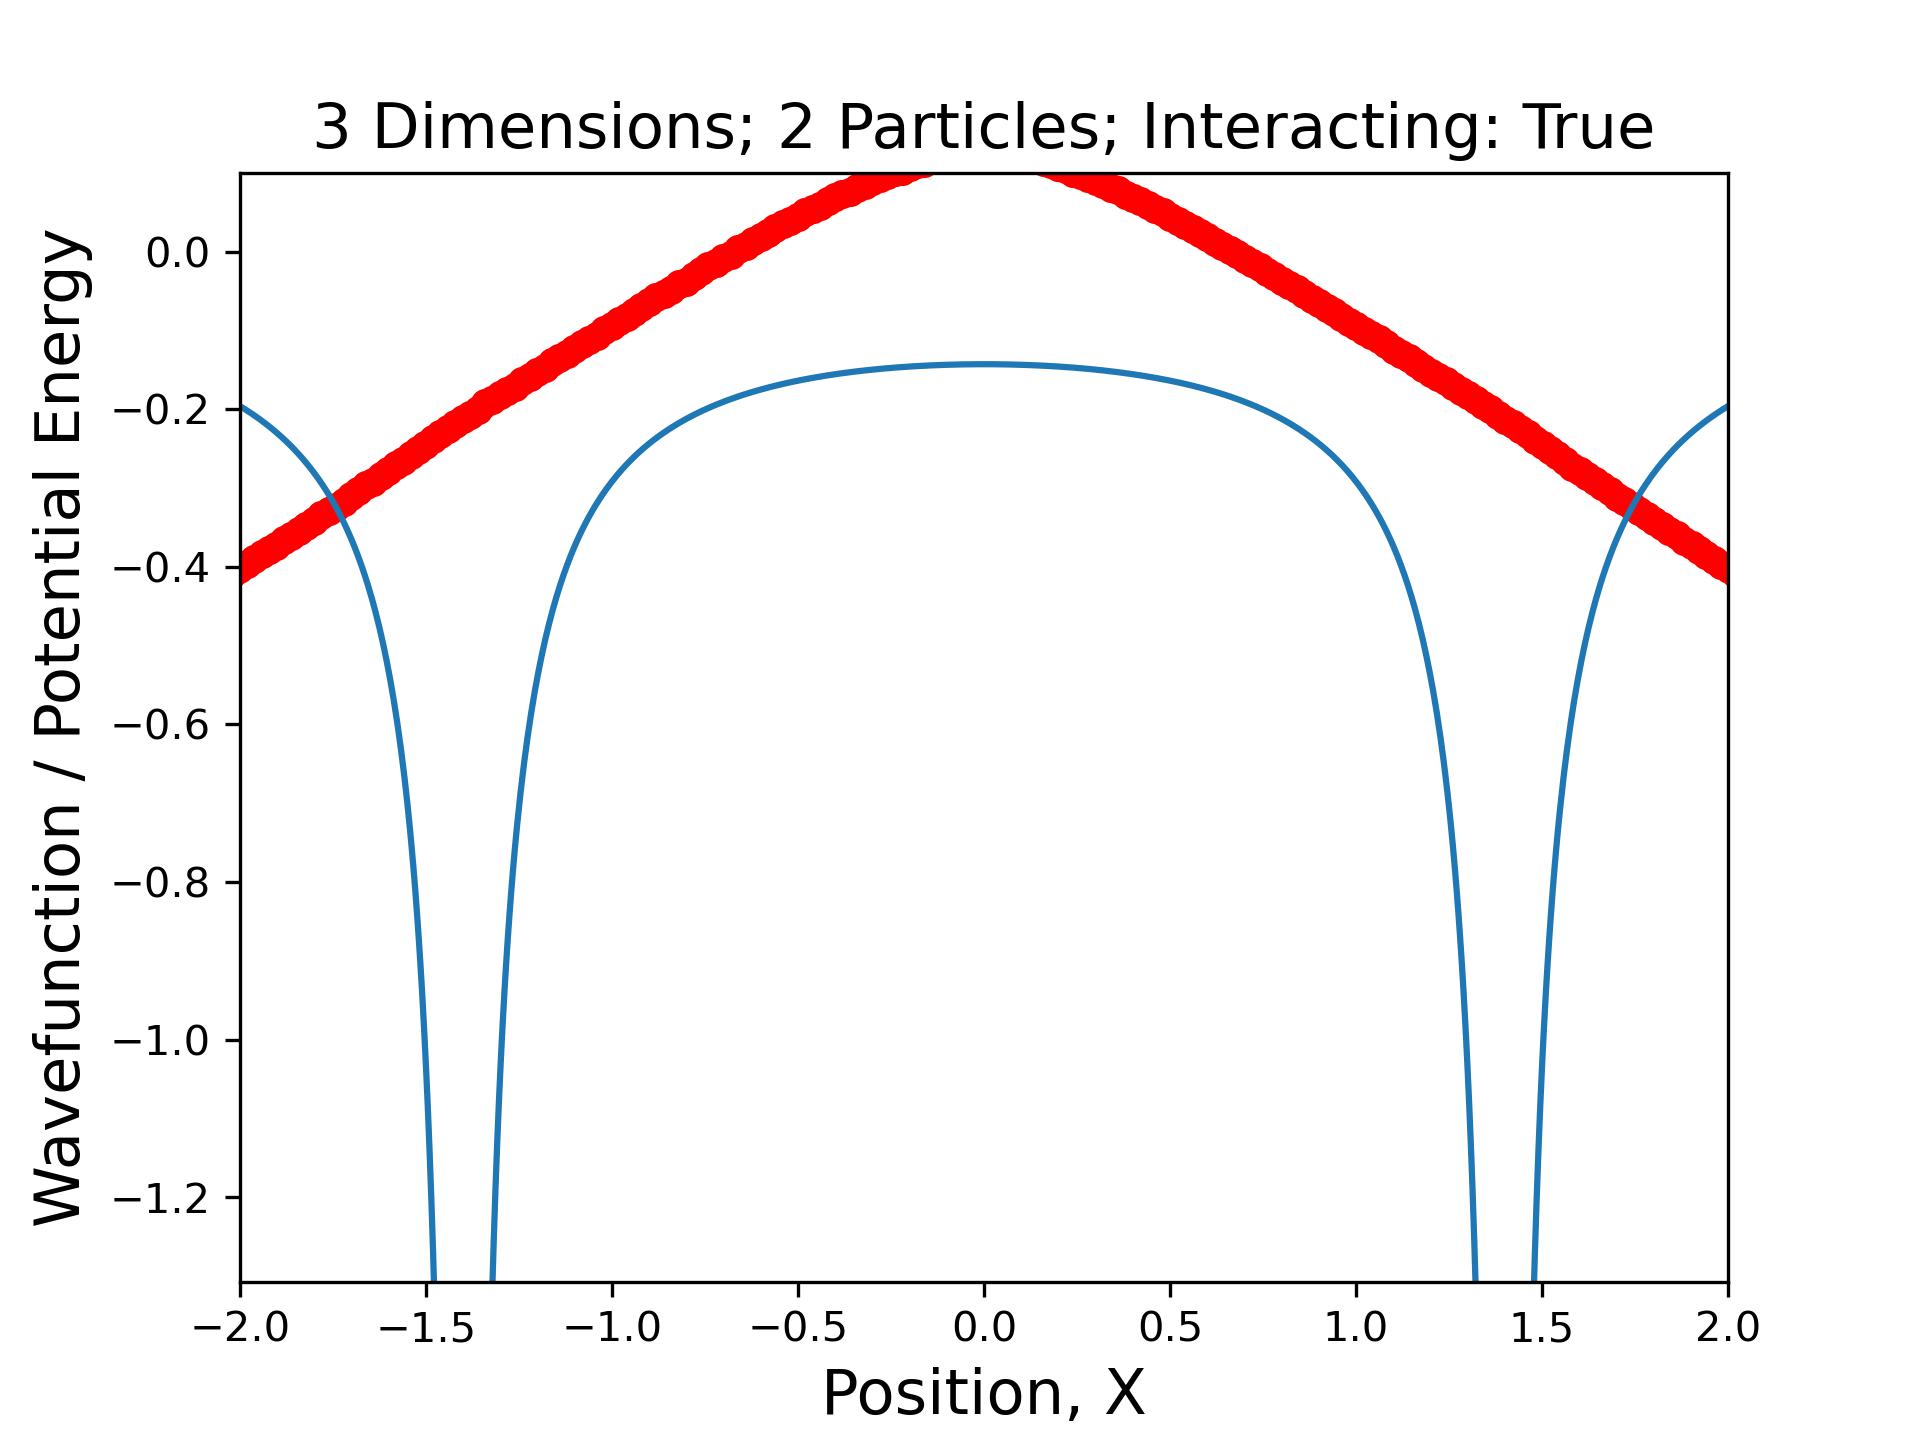 3 Dimensions; 2 Particles; Interacting: True
Wavefunction / Potential Energy
0.0
−0.2
−0.4
−0.6
−0.8
−1.0
−1.2
−2.0 −1.5 −1.0 −0.5 0.0 0.5 1.0 1.5 2.0
Position, X